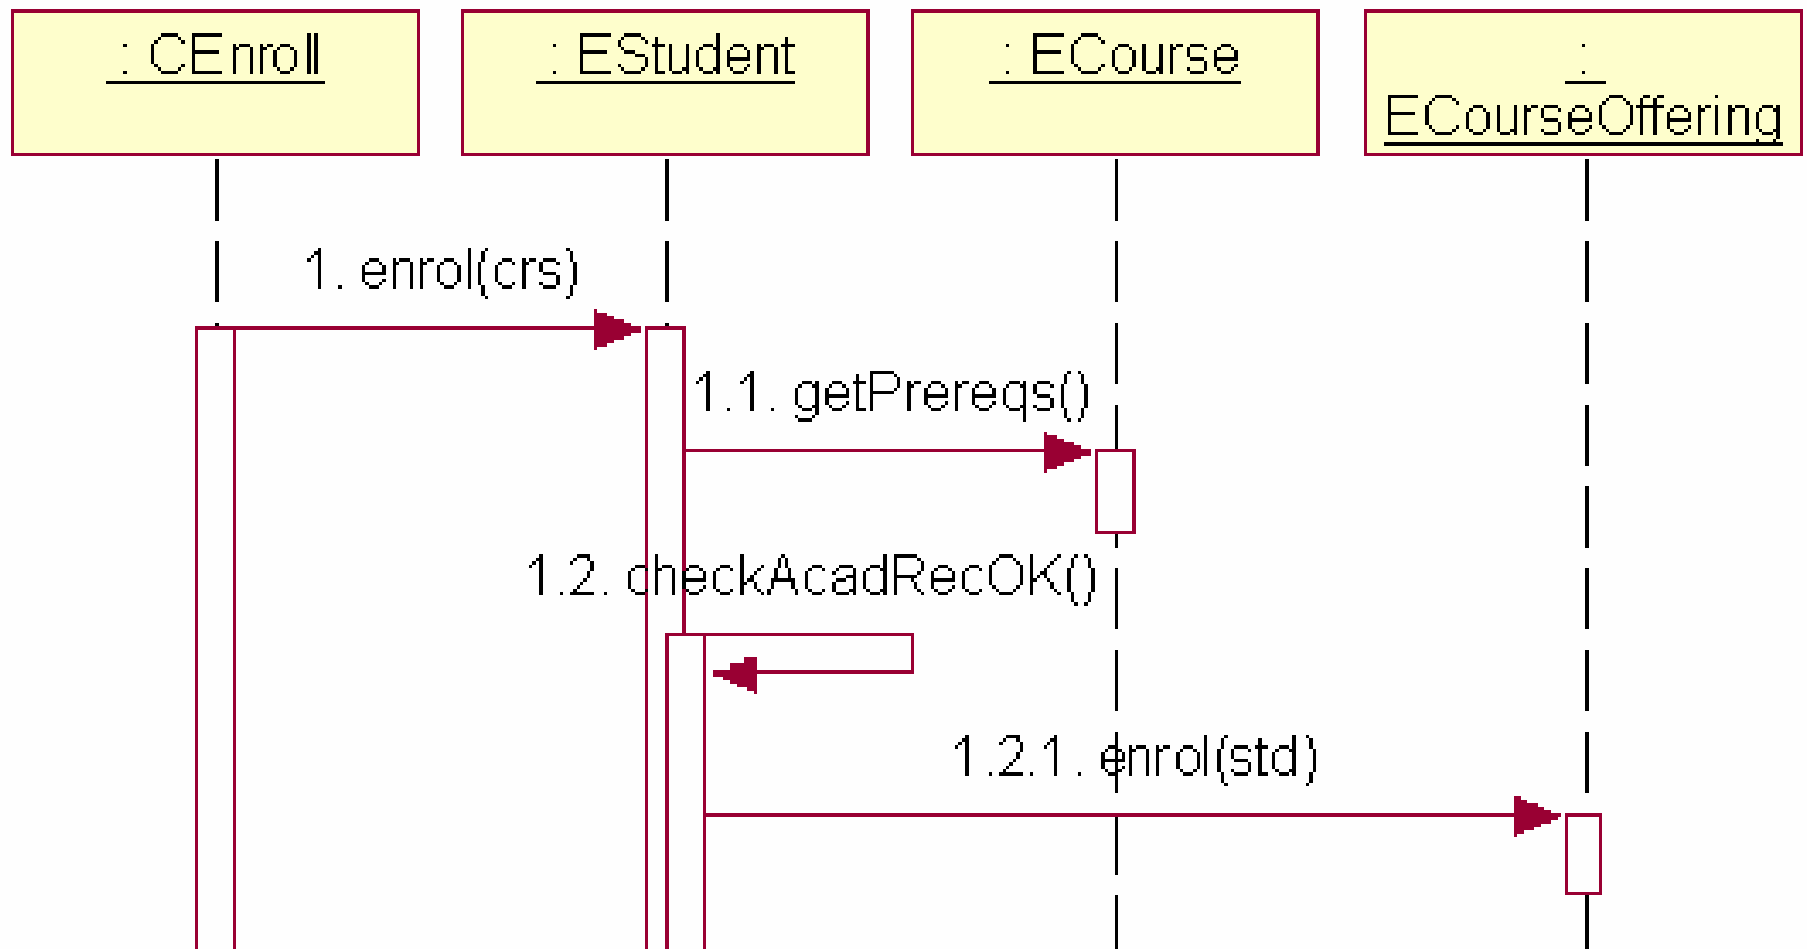 : CEnroll
: EStudent
: ECourse
:
ECourseOffering
1. enrol(crs)
1.1. getPrereqs()
1.2. checkAcadRecOK()
1.2.1. enrol(std)